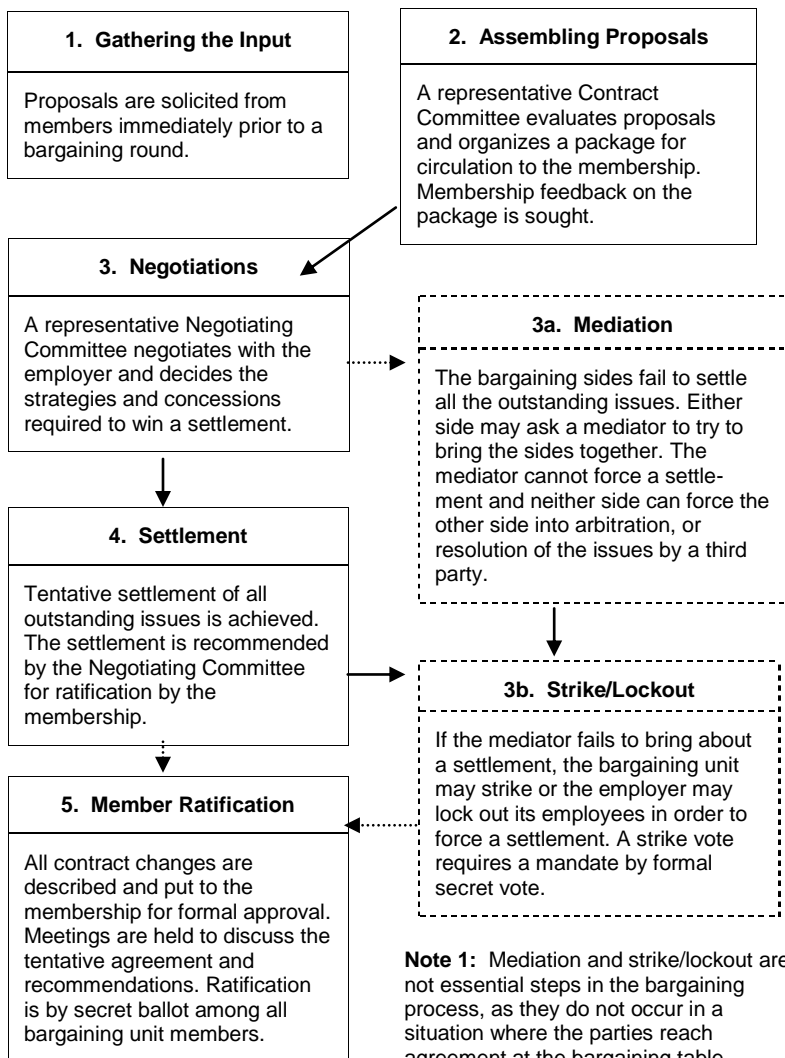 1. Gathering the Input
Proposals are solicited from
members immediately prior to a
bargaining round.
2. Assembling Proposals
A representative Contract
Committee evaluates proposals
and organizes a package for
circulation to the membership.
Membership feedback on the
package is sought.
3. Negotiations
A representative Negotiating
Committee negotiates with the
employer and decides the
strategies and concessions
required to win a settlement.
3a. Mediation
The bargaining sides fail to settle
all the outstanding issues. Either
side may ask a mediator to try to
bring the sides together. The
mediator cannot force a settle-
ment and neither side can force the
other side into arbitration, or
resolution of the issues by a third
party.
4. Settlement
Tentative settlement of all
outstanding issues is achieved.
The settlement is recommended
by the Negotiating Committee
for ratification by the
membership.
3b. Strike/Lockout
If the mediator fails to bring about
a settlement, the bargaining unit
may strike or the employer may
lock out its employees in order to
force a settlement. A strike vote
requires a mandate by formal
secret vote.
5. Member Ratification
All contract changes are
described and put to the
membership for formal approval.
Meetings are held to discuss the
tentative agreement and
recommendations. Ratification
is by secret ballot among all
bargaining unit members.
Note 1: Mediation and strike/lockout are
not essential steps in the bargaining
process, as they do not occur in a
situation where the parties reach
agreement at the bargaining table